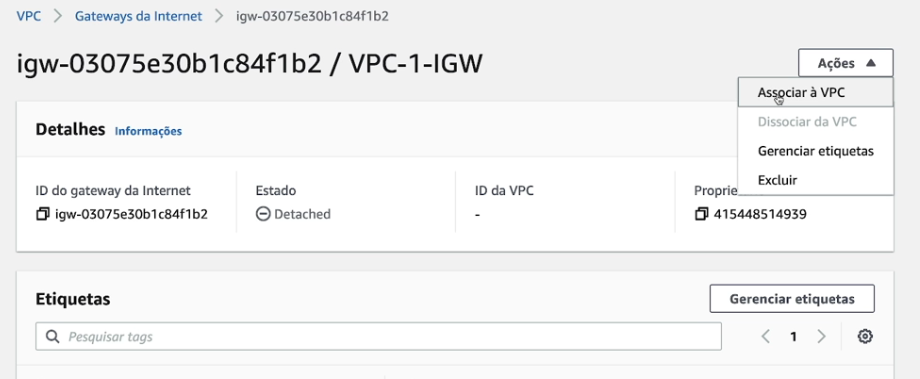 VPC > Gateways da Internet > igw-03075e30b1c84f1b2
igw-03075e30b1c84f1b2 / VPC-1-IGW
Ações
Associar à VPC
Dissociar da VPC
Gerenciar etiquetas
Excluir
Detalhes Informações
ID do gateway da Internet
igw-03075e30b1c84f1b2
Estado
Detached
ID da VPC
-
Proprie
415448514939
Etiquetas
Gerenciar etiquetas
Pesquisar tags
< 1 >